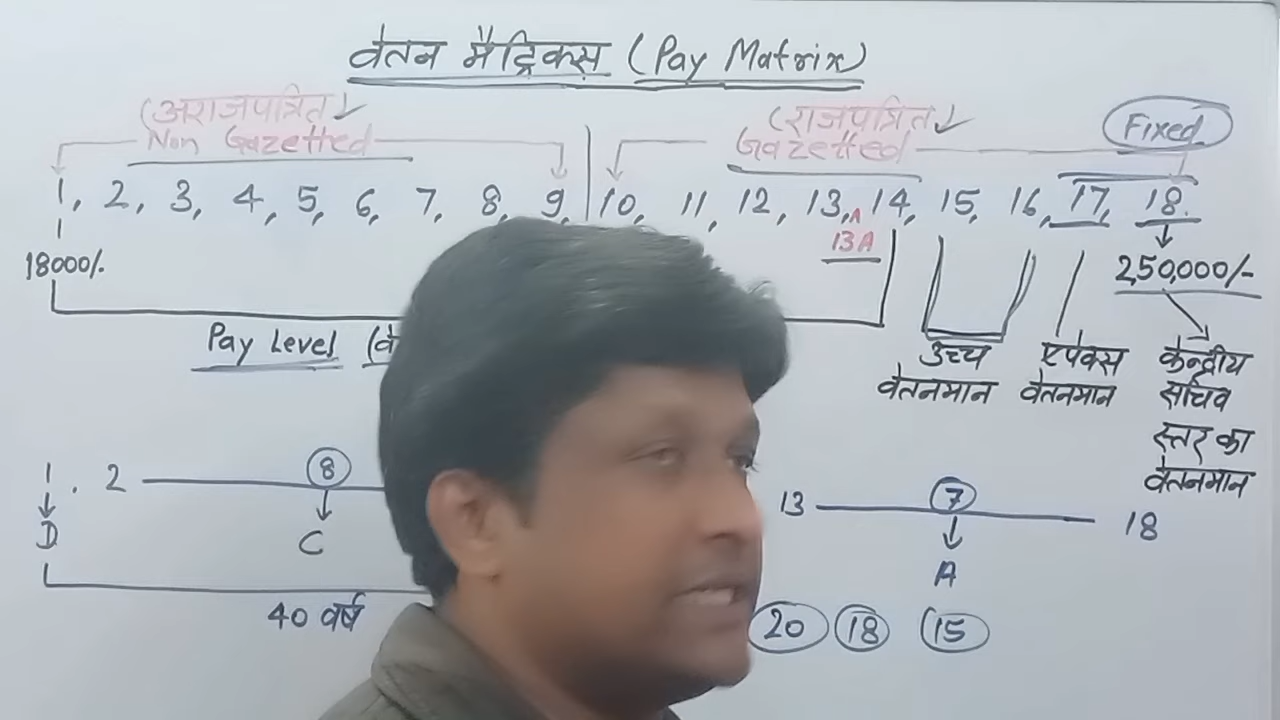 वेतन मैट्रिक्स (Pay Matrix)
(अराजपत्रित) (राजपत्रित) Fixed
Non Gazetted Gazetted
1, 2, 3, 4, 5, 6, 7, 8, 9, 10, 11, 12, 13, 14, 15, 16, 17, 18.
A
13A
18000/- 2,50,000/-
Pay Level
उच्च एपेक्स केन्द्रीय
वेतनमान वेतनमान सचिव
स्तर का
वेतनमान
1. 2 8 13 7 18
D C A
40 वर्ष 20 18 15